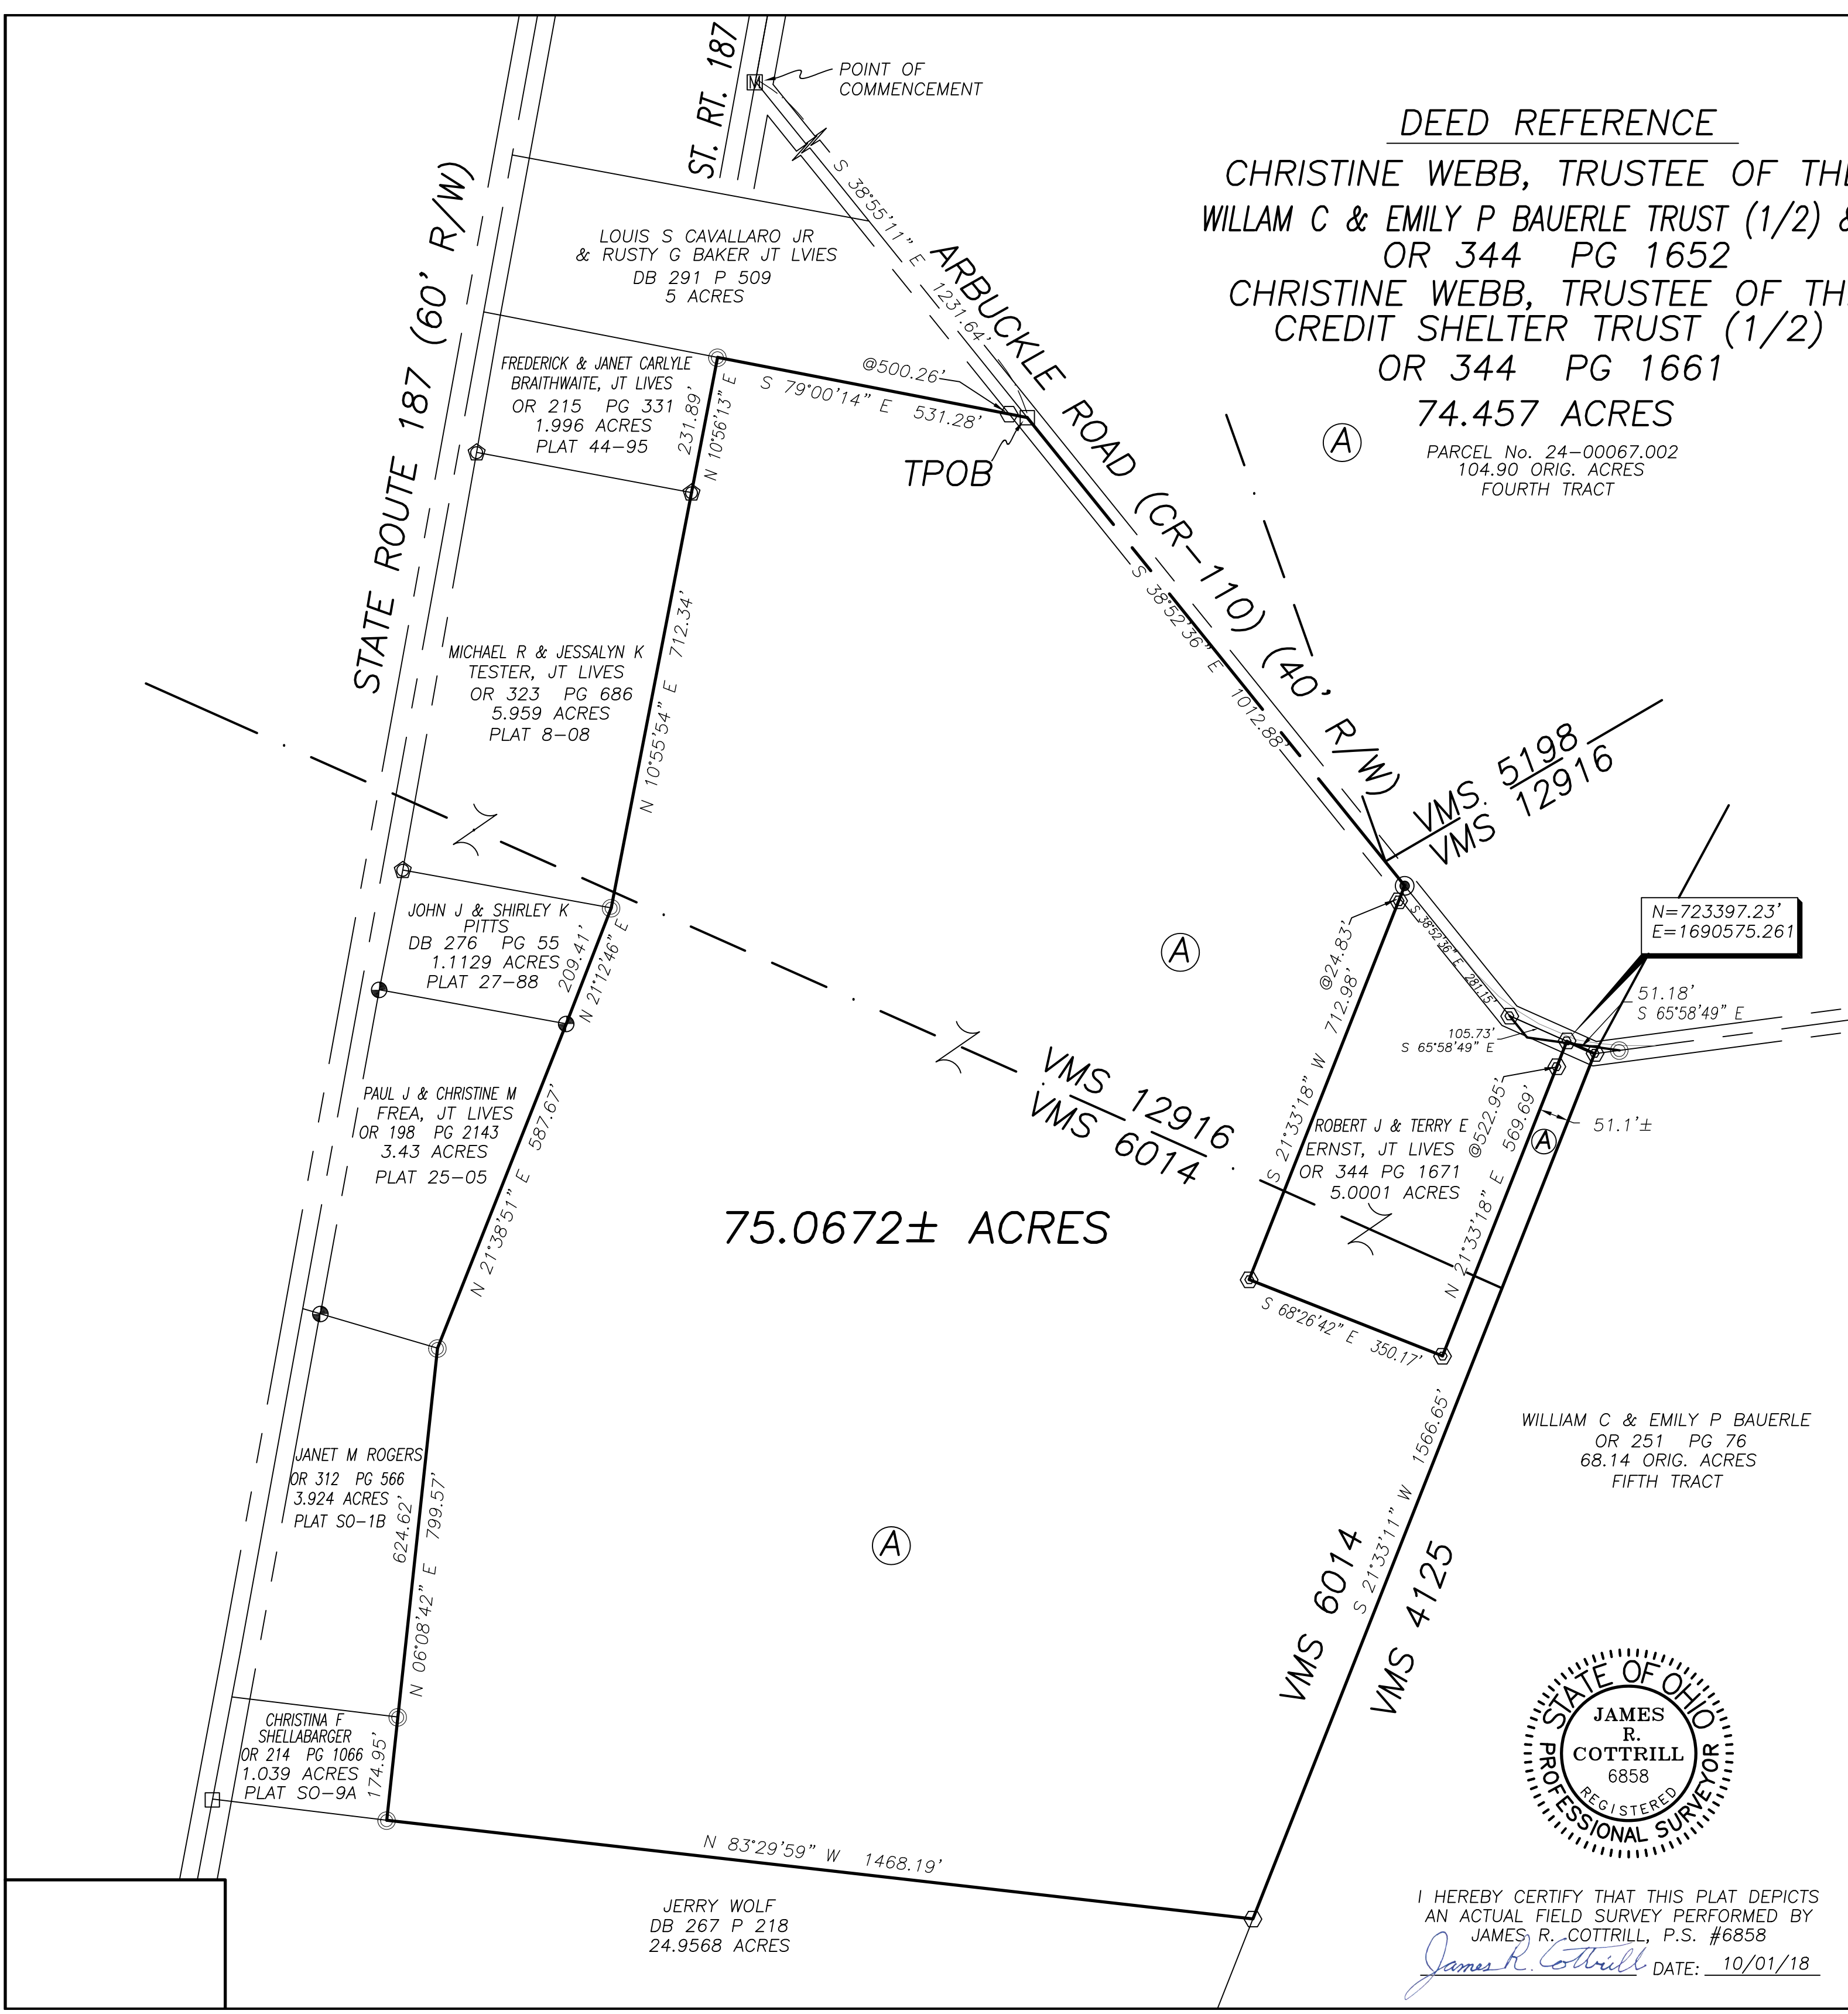 ST. RT. 187
POINT OF
COMMENCEMENT
STATE ROUTE 187 (60' R/W)
DEED REFERENCE
CHRISTINE WEBB, TRUSTEE OF THE
WILLAM C & EMILY P BAUERLE TRUST (1/2) &
OR 344 PG 1652
CHRISTINE WEBB, TRUSTEE OF TH
CREDIT SHELTER TRUST (1/2)
OR 344 PG 1661
74.457 ACRES
A
PARCEL No. 24-00067.002
104.90 ORIG. ACRES
FOURTH TRACT
S 38°55'11" E 1231.64'
ARBUCKLE ROAD (CR-110) (40' R/W)
LOUIS S CAVALLARO JR
& RUSTY G BAKER JT LVIES
DB 291 P 509
5 ACRES
FREDERICK & JANET CARLYLE
BRAITHWAITE, JT LIVES
OR 215 PG 331
1.996 ACRES
PLAT 44-95
231.89'
N 10°56'13" E
@500.26'
S 79°00'14" E 531.28'
TPOB
S 38°52'36" E 1012.88'
MICHAEL R & JESSALYN K
TESTER, JT LIVES
OR 323 PG 686
5.959 ACRES
PLAT 8-08
N 10°55'54" E 712.34'
VMS. 5198
VMS 12916
N=723397.23'
E=1690575.261
JOHN J & SHIRLEY K
PITTS
DB 276 PG 55
1.1129 ACRES
PLAT 27-88
209.41'
N 21°12'46" E
A
@24.83'
S 21°33'18" W 712.98'
S 38°52'36" E 281.15'
51.18'
S 65°58'49" E
105.73'
S 65°58'49" E
VMS 12916
VMS 6014
PAUL J & CHRISTINE M
FREA, JT LIVES
OR 198 PG 2143
3.43 ACRES
PLAT 25-05
N 21°38'51" E 587.67'
ROBERT J & TERRY E
ERNST, JT LIVES
OR 344 PG 1671
5.0001 ACRES
@522.95'
N 21°33'18" E 569.69'
A
51.1'±
75.0672± ACRES
S 68°26'42" E 350.17'
JANET M ROGERS
OR 312 PG 566
3.924 ACRES
PLAT SO-1B
624.62'
N 06°08'42" E 799.57'
A
S 21°33'11" W 1566.65'
VMS 6014
VMS 4125
WILLIAM C & EMILY P BAUERLE
OR 251 PG 76
68.14 ORIG. ACRES
FIFTH TRACT
CHRISTINA F
SHELLABARGER
OR 214 PG 1066
1.039 ACRES
PLAT SO-9A
174.95'
N 83°29'59" W 1468.19'
JERRY WOLF
DB 267 P 218
24.9568 ACRES
STATE OF OHIO
JAMES
R.
COTTRILL
6858
REGISTERED
PROFESSIONAL SURVEYOR
I HEREBY CERTIFY THAT THIS PLAT DEPICTS
AN ACTUAL FIELD SURVEY PERFORMED BY
JAMES R. COTTRILL, P.S. #6858
James R. Cottrill DATE: 10/01/18
M